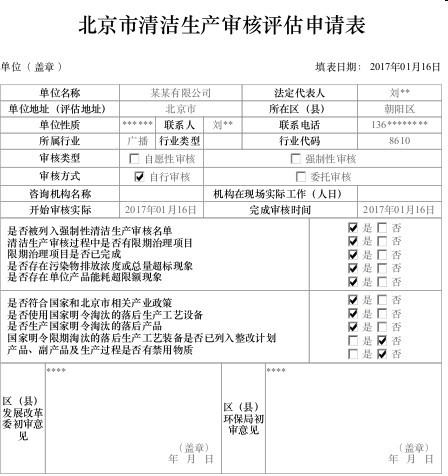 北京市清洁生产审核评估申请表
单位（盖章） 填表日期： 2017年01月16日
单位名称 某某有限公司 法定代表人 刘**
单位地址（评估地址） 北京市 所在区（县） 朝阳区
单位性质 ****** 联系人 刘** 联系电话 136********
所属行业 广播 行业类型 行业代码 8610
审核类型 自愿性审核 强制性审核
审核方式 自行审核 委托审核
咨询机构名称 机构在现场实际工作（人日）
开始审核实际 2017年01月16日 完成审核时间 2017年01月16日
是否被列入强制性清洁生产审核名单 是 否
清洁生产审核过程中是否有限期治理项目 是 否
限期治理项目是否已完成 是 否
是否存在污染物排放浓度或总量超标现象 是 否
是否存在单位产品能耗超限额现象 是 否
是否符合国家和北京市相关产业政策 是 否
是否使用国家明令淘汰的落后生产工艺设备 是 否
是否生产国家明令淘汰的落后产品 是 否
国家明令限期淘汰的落后生产工艺装备是否已列入整改计划 是 否
产品、副产品及生产过程是否有禁用物质 是 否
区（县）
发展改革
委初审意
见
****
（盖章）
年 月 日
区（县）
环保局初
审意见
****
（盖章）
年 月 日